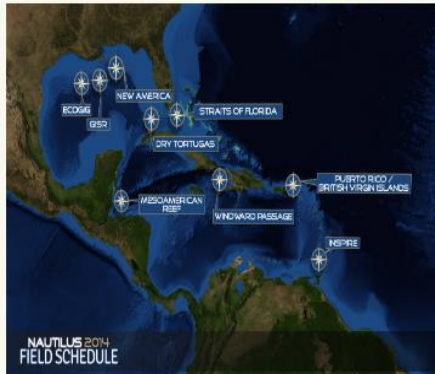 ECOGIG
GISR
NEW AMERICA
STRAITS OF FLORIDA
DRY TORTUGAS
MESOAMERICAN
REEF
WINDWARD PASSAGE
PUERTO RICO /
BRITISH VIRGIN ISLANDS
INSPIRE
NAUTILUS 2014
FIELD SCHEDULE